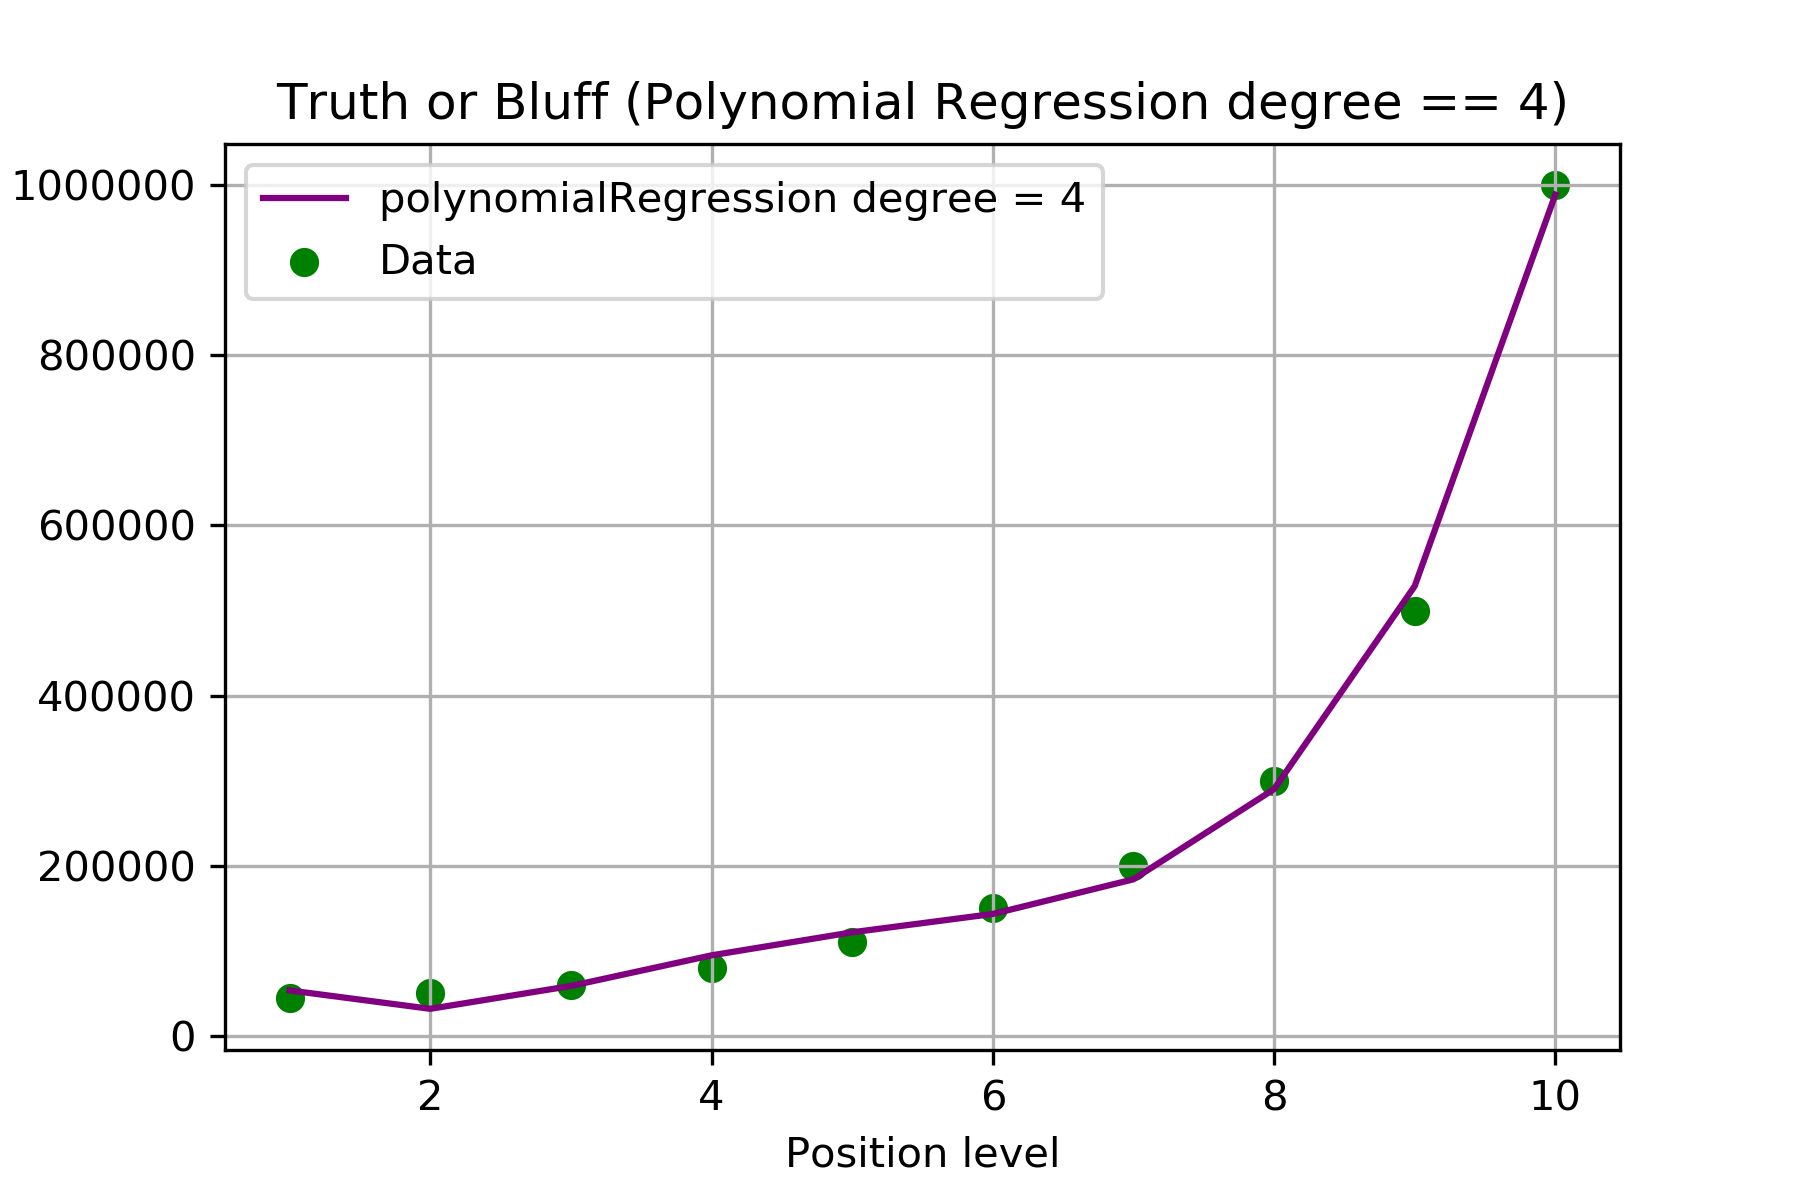 Truth or Bluff (Polynomial Regression degree == 4)
polynomialRegression degree = 4
Data
1000000
800000
600000
400000
200000
0
2 4 6 8 10
Position level